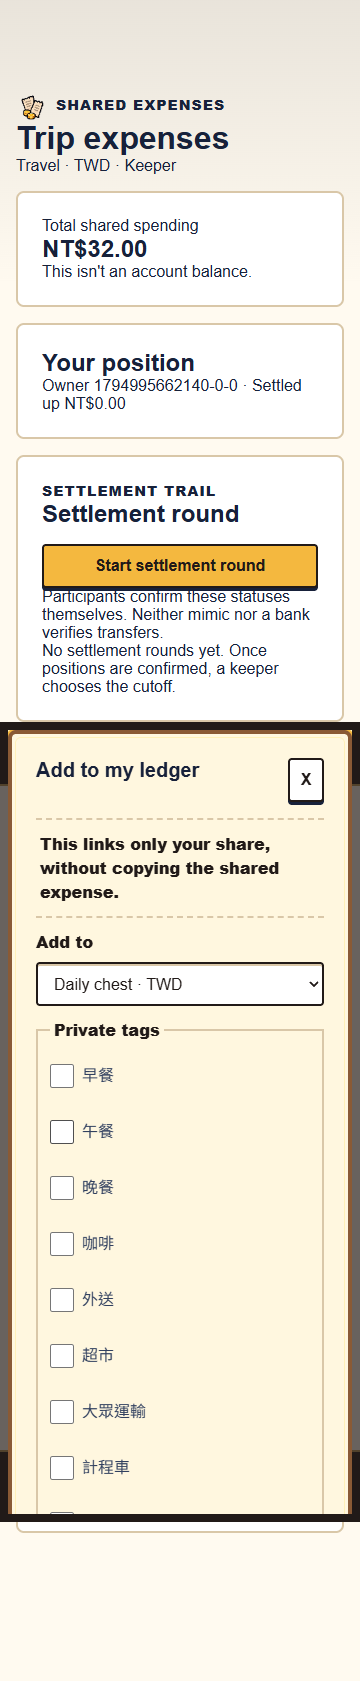 SHARED EXPENSES
Trip expenses
Travel · TWD · Keeper
Total shared spending
NT$32.00
This isn't an account balance.
Your position
Owner 1794995662140-0-0 · Settled
up NT$0.00
SETTLEMENT TRAIL
Settlement round
Start settlement round
Participants confirm these statuses
themselves. Neither mimic nor a bank
verifies transfers.
No settlement rounds yet. Once
positions are confirmed, a keeper
chooses the cutoff.
Add to my ledger
X
This links only your share,
without copying the shared
expense.
Add to
Daily chest · TWD
Private tags
早餐
午餐
晚餐
咖啡
外送
超市
大眾運輸
計程車